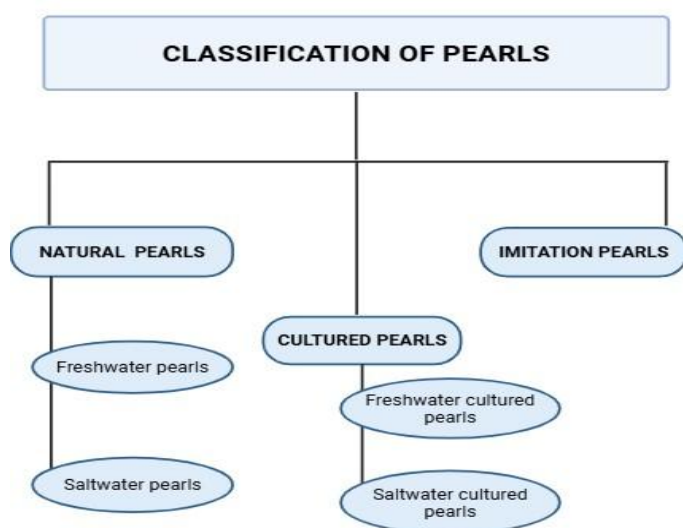 CLASSIFICATION OF PEARLS
NATURAL PEARLS
IMITATION PEARLS
CULTURED PEARLS
Freshwater pearls
Freshwater cultured
pearls
Saltwater pearls
Saltwater cultured
pearls